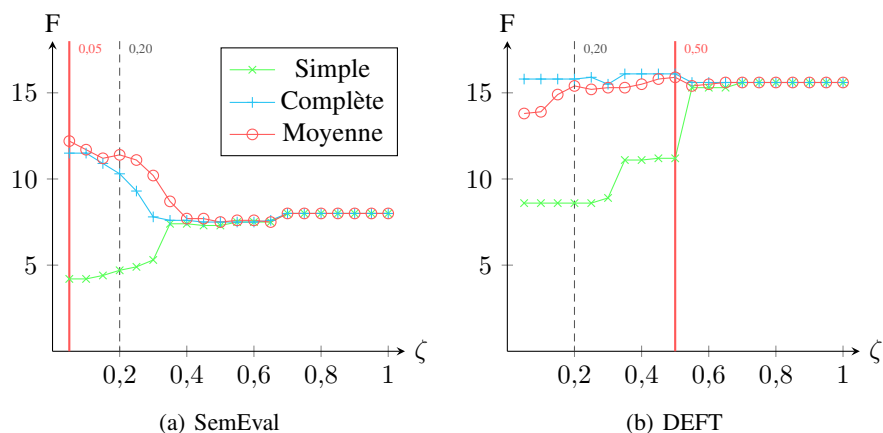 F
0,05
0,20
Simple
Complète
Moyenne
15
10
5
0,2
0,4
0,6
0,8
1
ζ
(a) SemEval
F
0,20
0,50
15
10
5
0,2
0,4
0,6
0,8
1
ζ
(b) DEFT